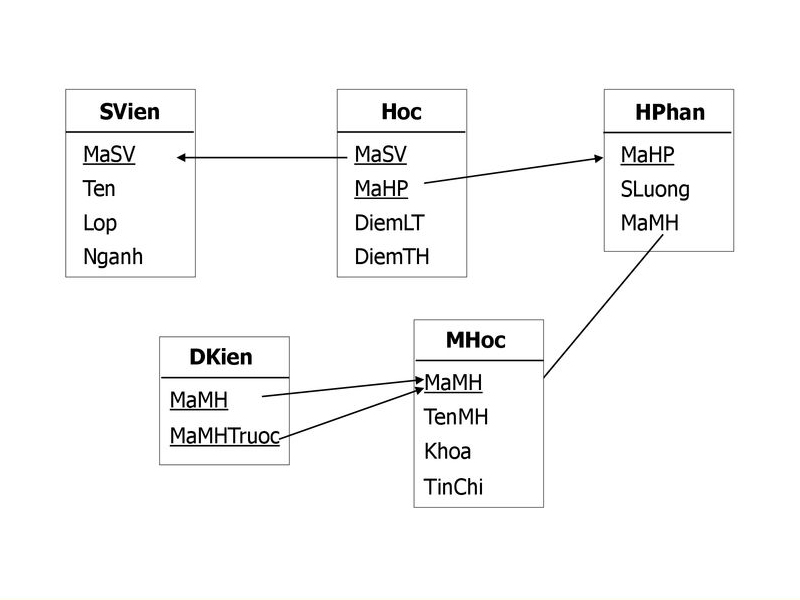 SVien
MaSV
Ten
Lop
Nganh
Hoc
MaSV
MaHP
DiemLT
DiemTH
HPhan
MaHP
SLuong
MaMH
DKien
MaMH
MaMHTruoc
MHoc
MaMH
TenMH
Khoa
TinChi